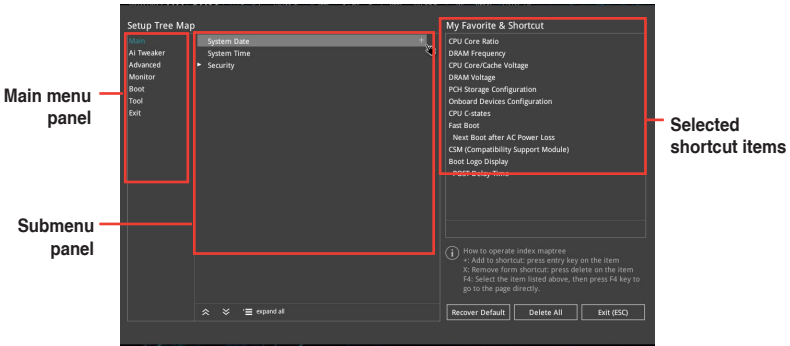 Setup Tree Map
My Favorite & Shortcut
Main
Ai Tweaker
Advanced
Monitor
Boot
Tool
Exit
System Date +
System Time
Security
CPU Core Ratio
DRAM Frequency
CPU Core/Cache Voltage
DRAM Voltage
PCH Storage Configuration
Onboard Devices Configuration
CPU C-states
Fast Boot
Next Boot after AC Power Loss
CSM (Compatibility Support Module)
Boot Logo Display
POST Delay Time
Main menu
panel
Submenu
panel
Selected
shortcut items
How to operate index maptree
+: Add to shortcut: press entry key on the item
X: Remove form shortcut: press delete on the item
F4: Select the item listed above, then press F4 key to
go to the page directly.
expand all
Recover Default
Delete All
Exit (ESC)